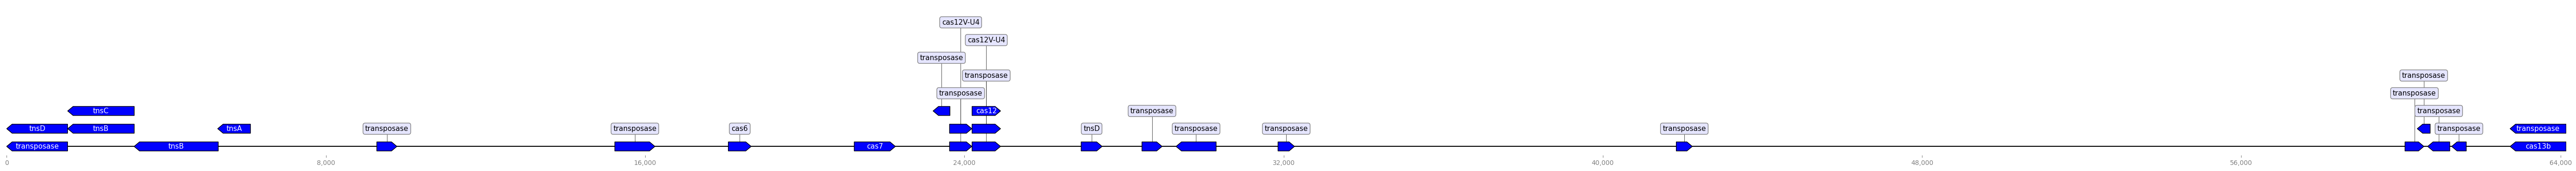 cas12V-U4
cas12V-U4
transposase
transposase
transposase
transposase
transposase
tnsC
cas12
transposase
transposase
tnsD
tnsB
tnsA
transposase
transposase
cas6
tnsD
transposase
transposase
transposase
transposase
transposase
transposase
tnsB
cas7
cas13b
0
8,000
16,000
24,000
32,000
40,000
48,000
56,000
64,000